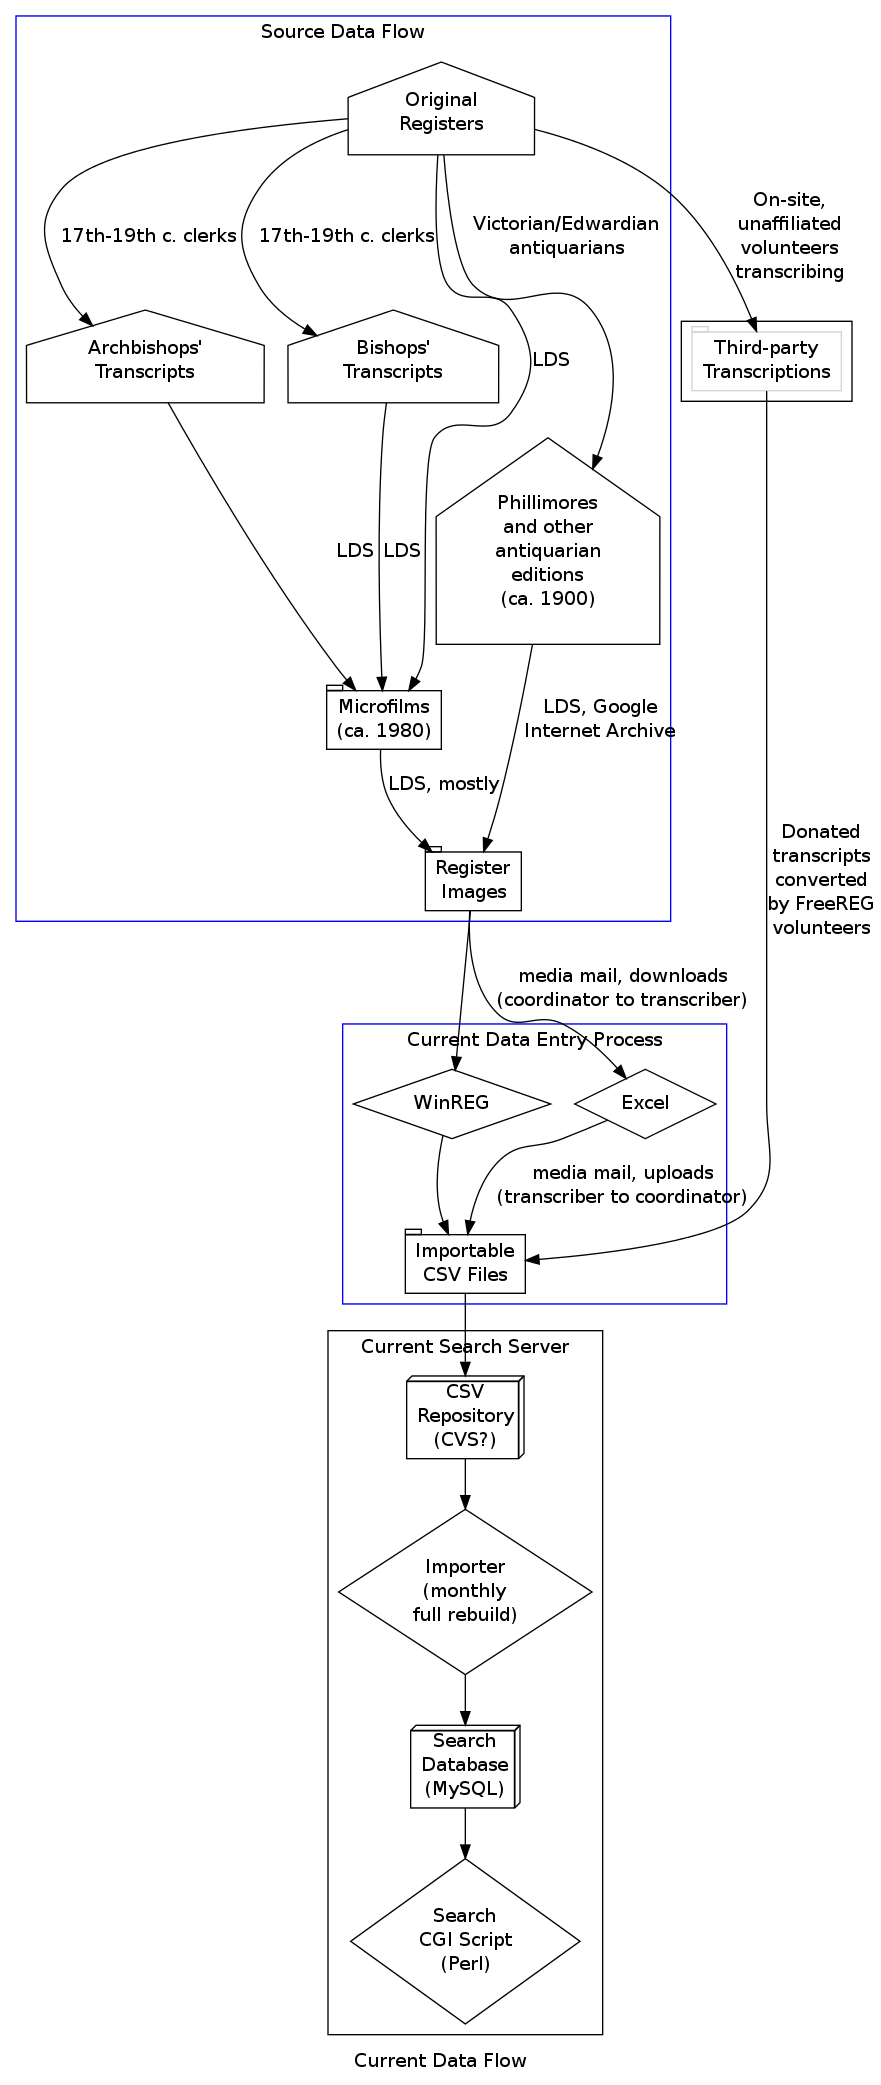 Source Data Flow
Original
Registers
On-site,
unaffiliated
volunteers
transcribing
17th-19th c. clerks
17th-19th c. clerks
Victorian/Edwardian
antiquarians
Archbishops'
Transcripts
Bishops'
Transcripts
LDS
Third-party
Transcriptions
Phillimores
and other
antiquarian
editions
(ca. 1900)
LDS
LDS
Microfilms
(ca. 1980)
LDS, Google
Internet Archive
LDS, mostly
Register
Images
Donated
transcripts
converted
by FreeREG
volunteers
media mail, downloads
(coordinator to transcriber)
Current Data Entry Process
WinREG
Excel
media mail, uploads
(transcriber to coordinator)
Importable
CSV Files
Current Search Server
CSV
Repository
(CVS?)
Importer
(monthly
full rebuild)
Search
Database
(MySQL)
Search
CGI Script
(Perl)
Current Data Flow